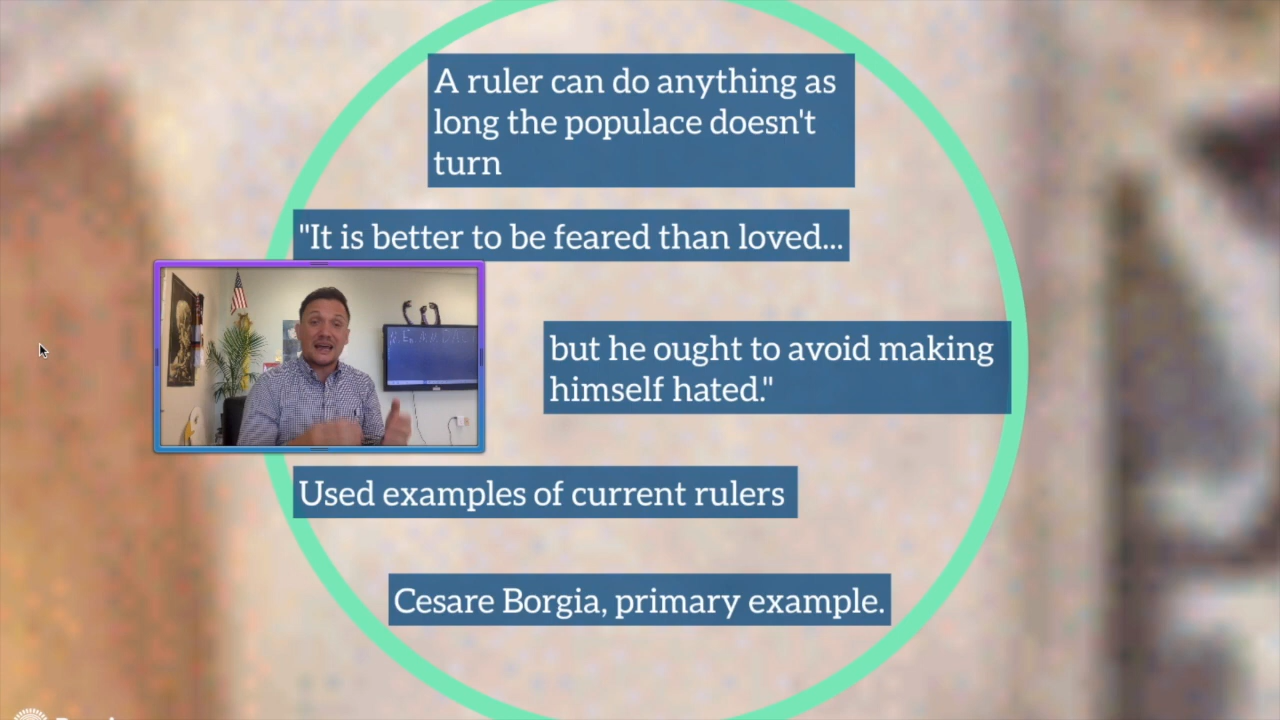 A ruler can do anything as
long the populace doesn't
turn
"It is better to be feared than loved...
but he ought to avoid making
himself hated."
Used examples of current rulers
Cesare Borgia, primary example.